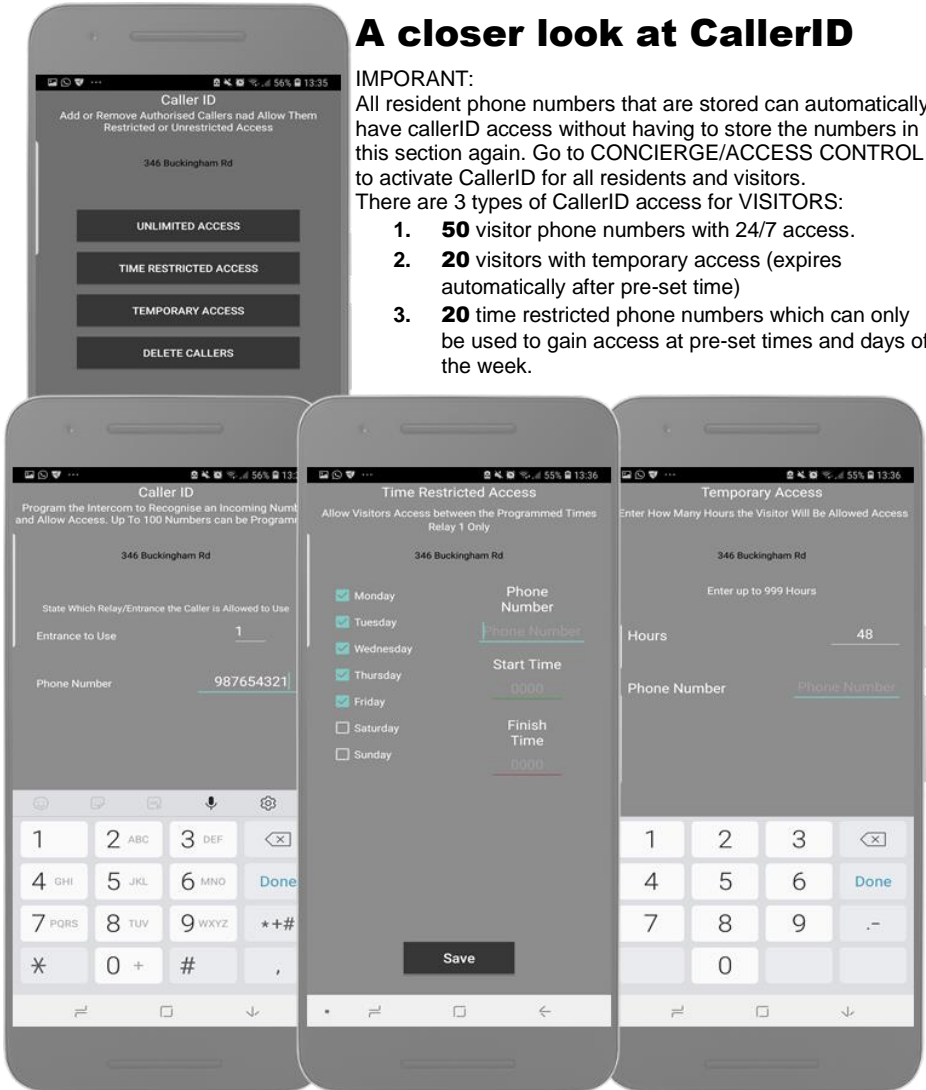 A closer look at CallerID
IMPORANT:
All resident phone numbers that are stored can automatically
have callerID access without having to store the numbers in
this section again. Go to CONCIERGE/ACCESS CONTROL
to activate CallerID for all residents and visitors.
There are 3 types of CallerID access for VISITORS:
1. 50 visitor phone numbers with 24/7 access.
2. 20 visitors with temporary access (expires
automatically after pre-set time)
3. 20 time restricted phone numbers which can only
be used to gain access at pre-set times and days of
the week.
56% 13:35
Caller ID
Add or Remove Authorised Callers nad Allow Them
Restricted or Unrestricted
Access
346 Buckingham Rd
UNLIMITED ACCESS
TIME RESTRICTED ACCESS
TEMPORARY ACCESS
DELETE CALLERS
56%
Caller ID
Program the Intercom to Recognise an Incoming
and Allow Access. Up To 100 Numbers can be
346 Buckingham Rd
State Which Relay/Entrance the Caller is Allowed to Use
Entrance to Use 1
Phone Number 987654321
1 2 ABC 3 DEF
4 GHI 5 JKL 6 MNO Done
7 PQRS 8 TUV 9 WXYZ *+#
* 0 + # ,
55% 13:36
Time Restricted Access
Allow Visitors Access between the Programmed Times
Relay 1 Only
346 Buckingham Rd
Monday
Tuesday
Wednesday
Thursday
Friday
Saturday
Sunday
Phone
Number
Phone Number
Start Time
0000
Finish
Time
0000
Save
55% 13:36
Temporary Access
Enter How Many Hours the Visitor Will Be Allowed Access
346 Buckingham Rd
Enter up to 999 Hours
Hours 48
Phone Number Phone Number
1 2 3
4 5 6 Done
7 8 9 .-
0